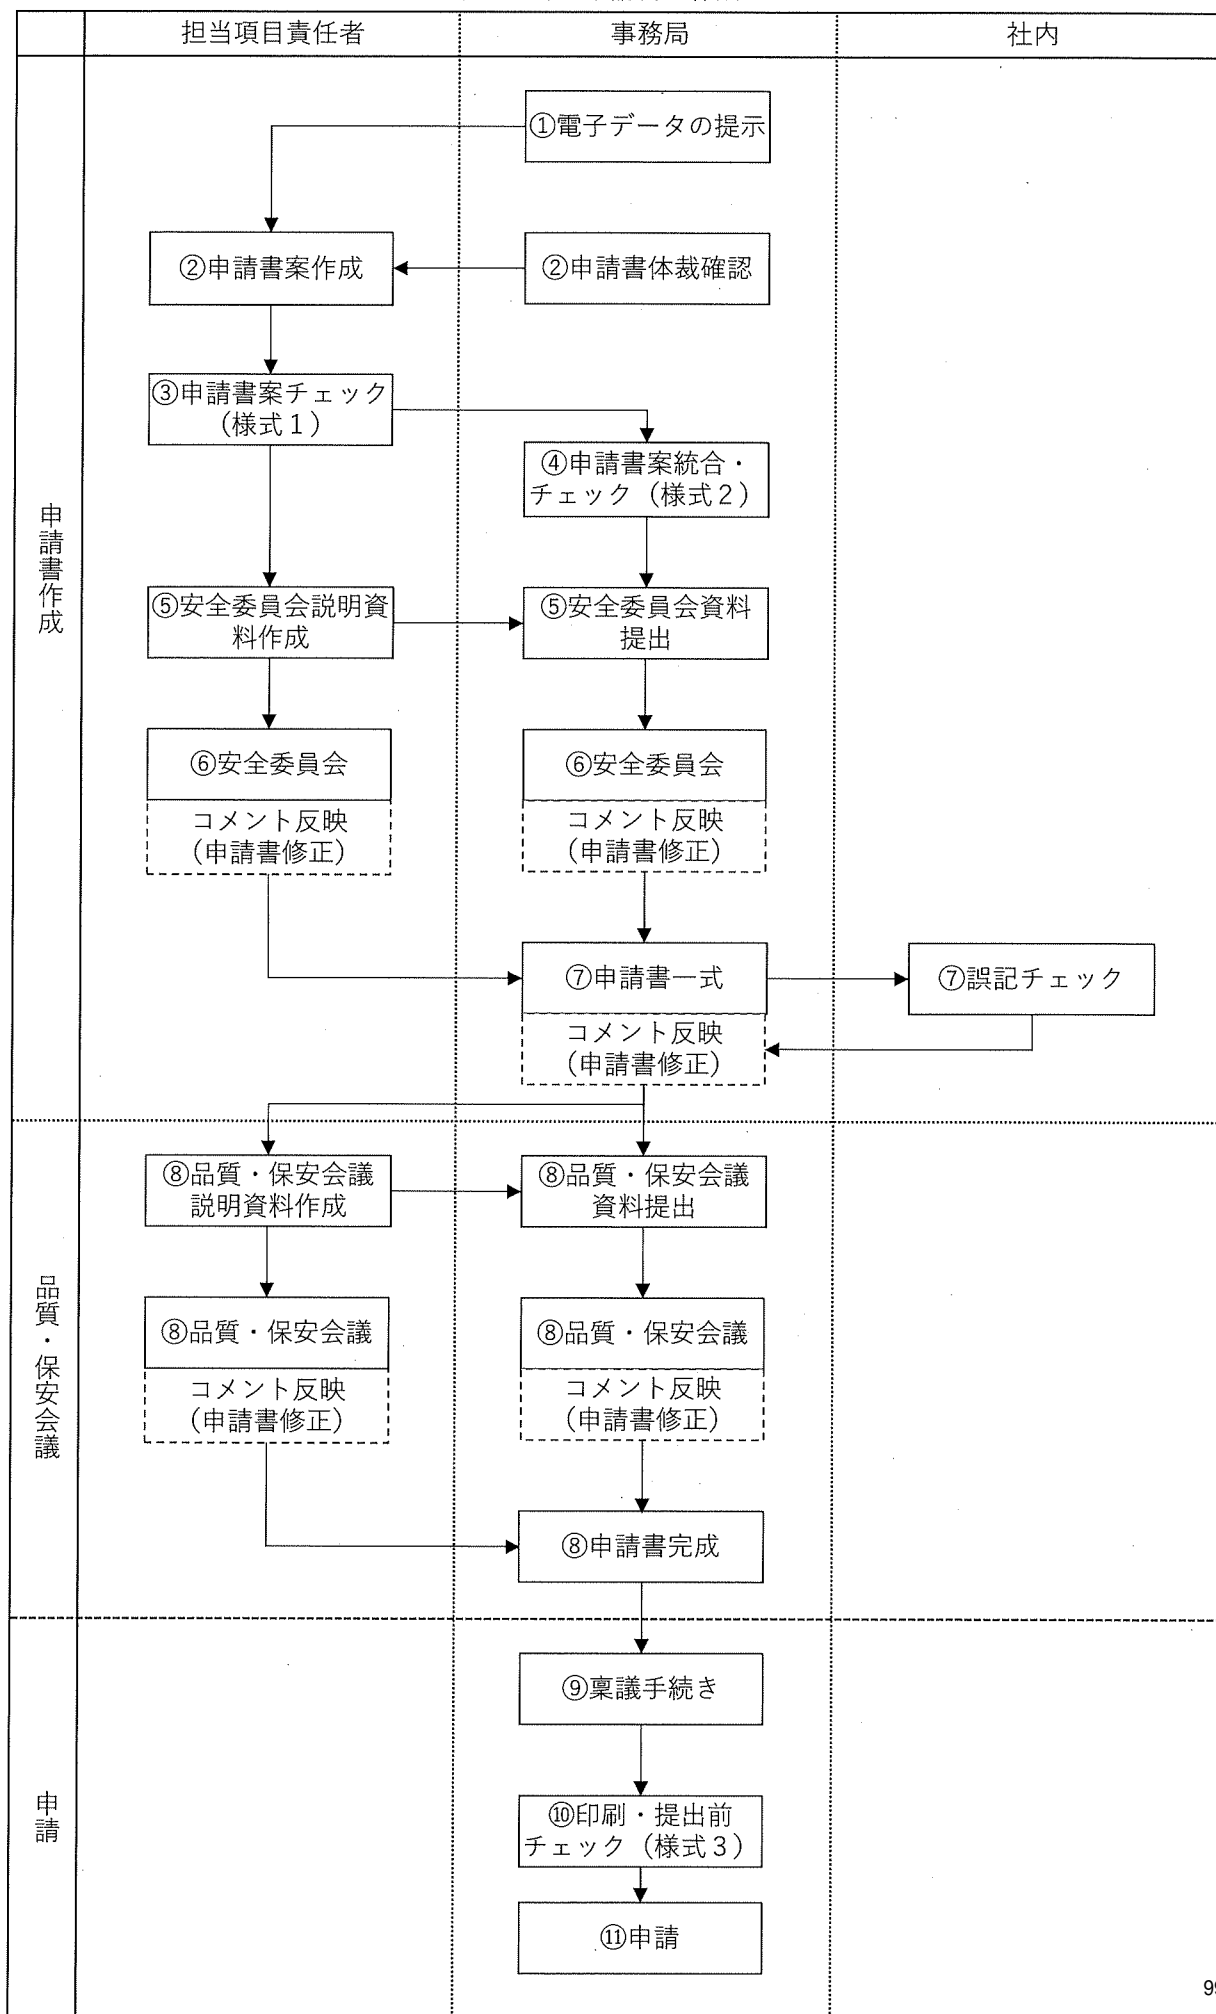 担当項目責任者
事務局
社内
申請書作成
①電子データの提示
②申請書案作成
②申請書体裁確認
③申請書案チェック
(様式1)
④申請書案統合・
チェック(様式2)
⑤安全委員会説明資
料作成
⑤安全委員会資料
提出
⑥安全委員会
コメント反映
(申請書修正)
⑥安全委員会
コメント反映
(申請書修正)
⑦申請書一式
コメント反映
(申請書修正)
⑦誤記チェック
品質・保安会議
⑧品質・保安会議
説明資料作成
⑧品質・保安会議
資料提出
⑧品質・保安会議
コメント反映
(申請書修正)
⑧品質・保安会議
コメント反映
(申請書修正)
⑧申請書完成
申請
⑨稟議手続き
⑩印刷・提出前
チェック(様式3)
⑪申請